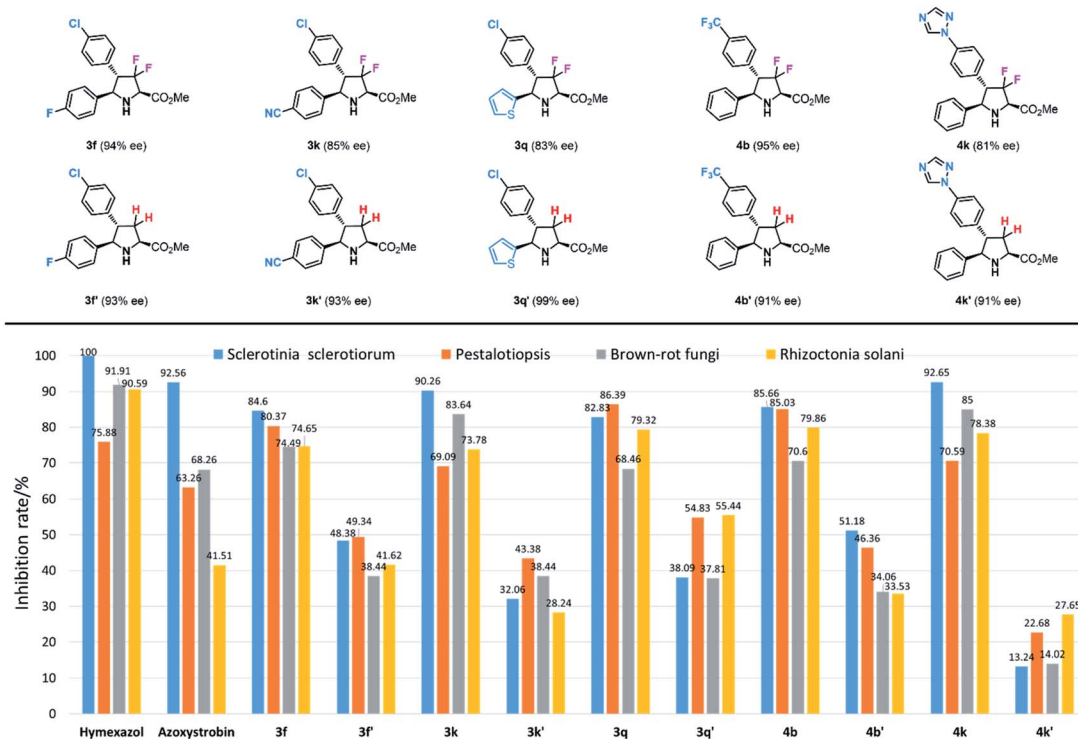 Cl
F
F
N
H
CO₂Me
F
3f (94% ee)
Cl
F
F
NC
N
H
CO₂Me
3k (85% ee)
Cl
F
F
S
N
H
CO₂Me
3q (83% ee)
F₃C
F
F
N
H
CO₂Me
4b (95% ee)
N
N
N
F
F
N
H
CO₂Me
4k (81% ee)
Cl
H
H
F
N
H
CO₂Me
3f' (93% ee)
Cl
H
H
NC
N
H
CO₂Me
3k' (93% ee)
Cl
H
H
S
N
H
CO₂Me
3q' (99% ee)
F₃C
H
H
N
H
CO₂Me
4b' (91% ee)
N
N
N
H
H
N
H
CO₂Me
4k' (91% ee)
Sclerotinia sclerotiorum Pestalotiopsis Brown-rot fungi Rhizoctonia solani
Inhibition rate/%
100
90
80
70
60
50
40
30
20
10
0
100 75.88 91.91 90.59
92.56 63.26 68.26 41.51
84.6 80.37 74.49 74.65
48.38 49.34 38.44 41.62
90.26 69.09 83.64 73.78
32.06 43.38 38.44 28.24
82.83 86.39 68.46 79.32
38.09 54.83 37.81 55.44
85.66 85.03 70.6 79.86
51.18 46.36 34.06 33.53
92.65 70.59 85 78.38
13.24 22.68 14.02 27.65
Hymexazol Azoxystrobin 3f 3f' 3k 3k' 3q 3q' 4b 4b' 4k 4k'